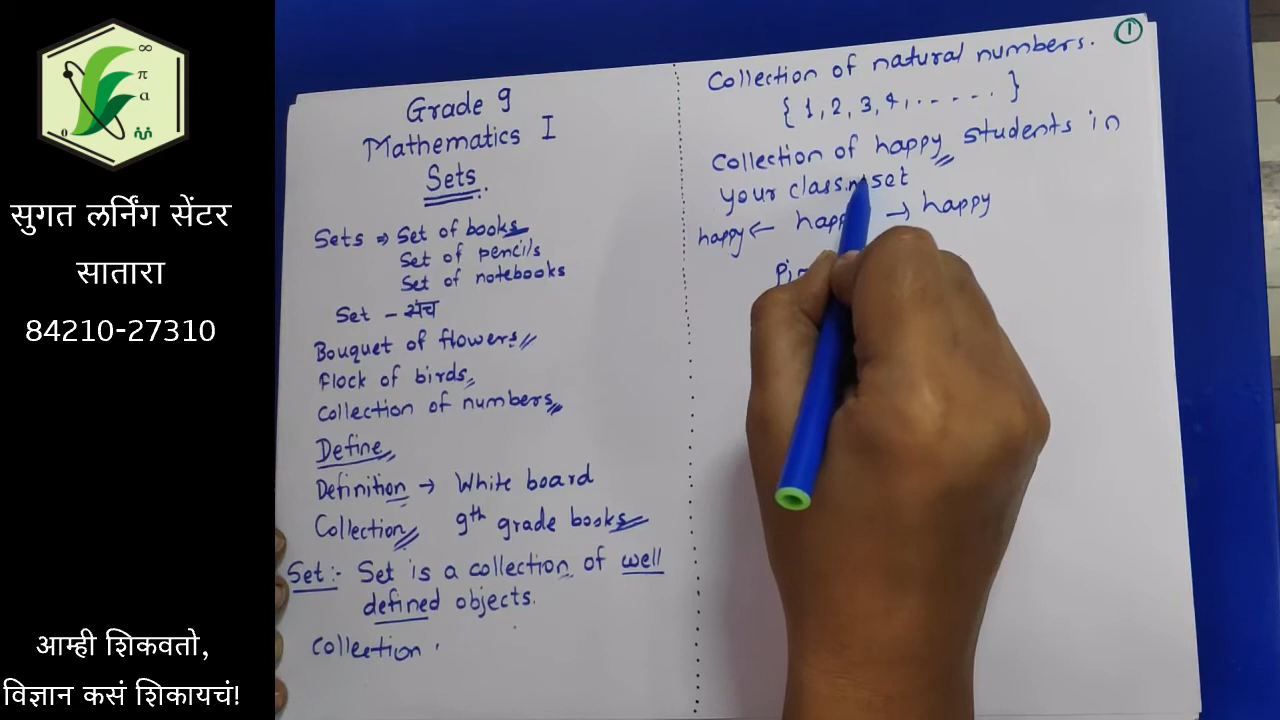 ∞
π
a
सुगत लर्निंग सेंटर
सातारा
84210-27310
आम्ही शिकवतो,
विज्ञान कसं शिकायचं!
Grade 9
Mathematics I
Sets.
Sets ⇒ Set of books
Set of pencils
Set of notebooks
Set - संच
Bouquet of flowers
Flock of birds
Collection of numbers
Define
Definition → White board
Collection 9th grade books
Set:- Set is a collection of well
defined objects.
Collection
1
Collection of natural numbers.
{ 1, 2, 3, 4, ...... }
Collection of happy students in
your class. set
happy ← → happy